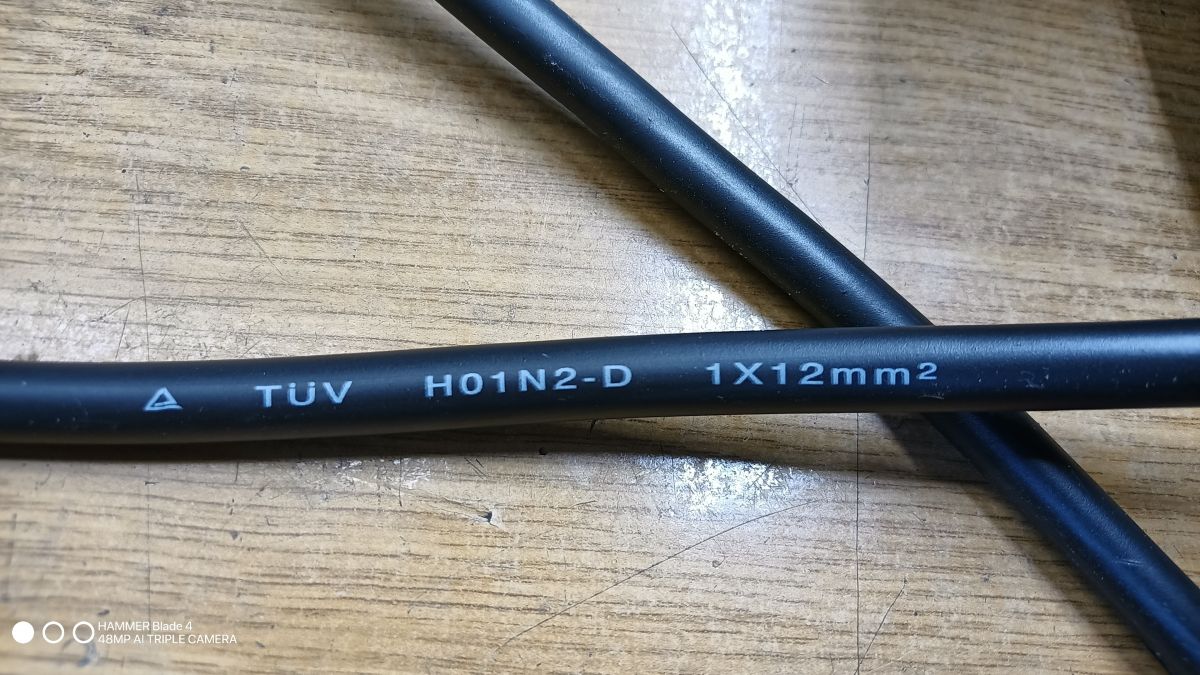 TÜV H01N2-D 1X12mm²
HAMMER Blade 4
48MP AI TRIPLE CAMERA